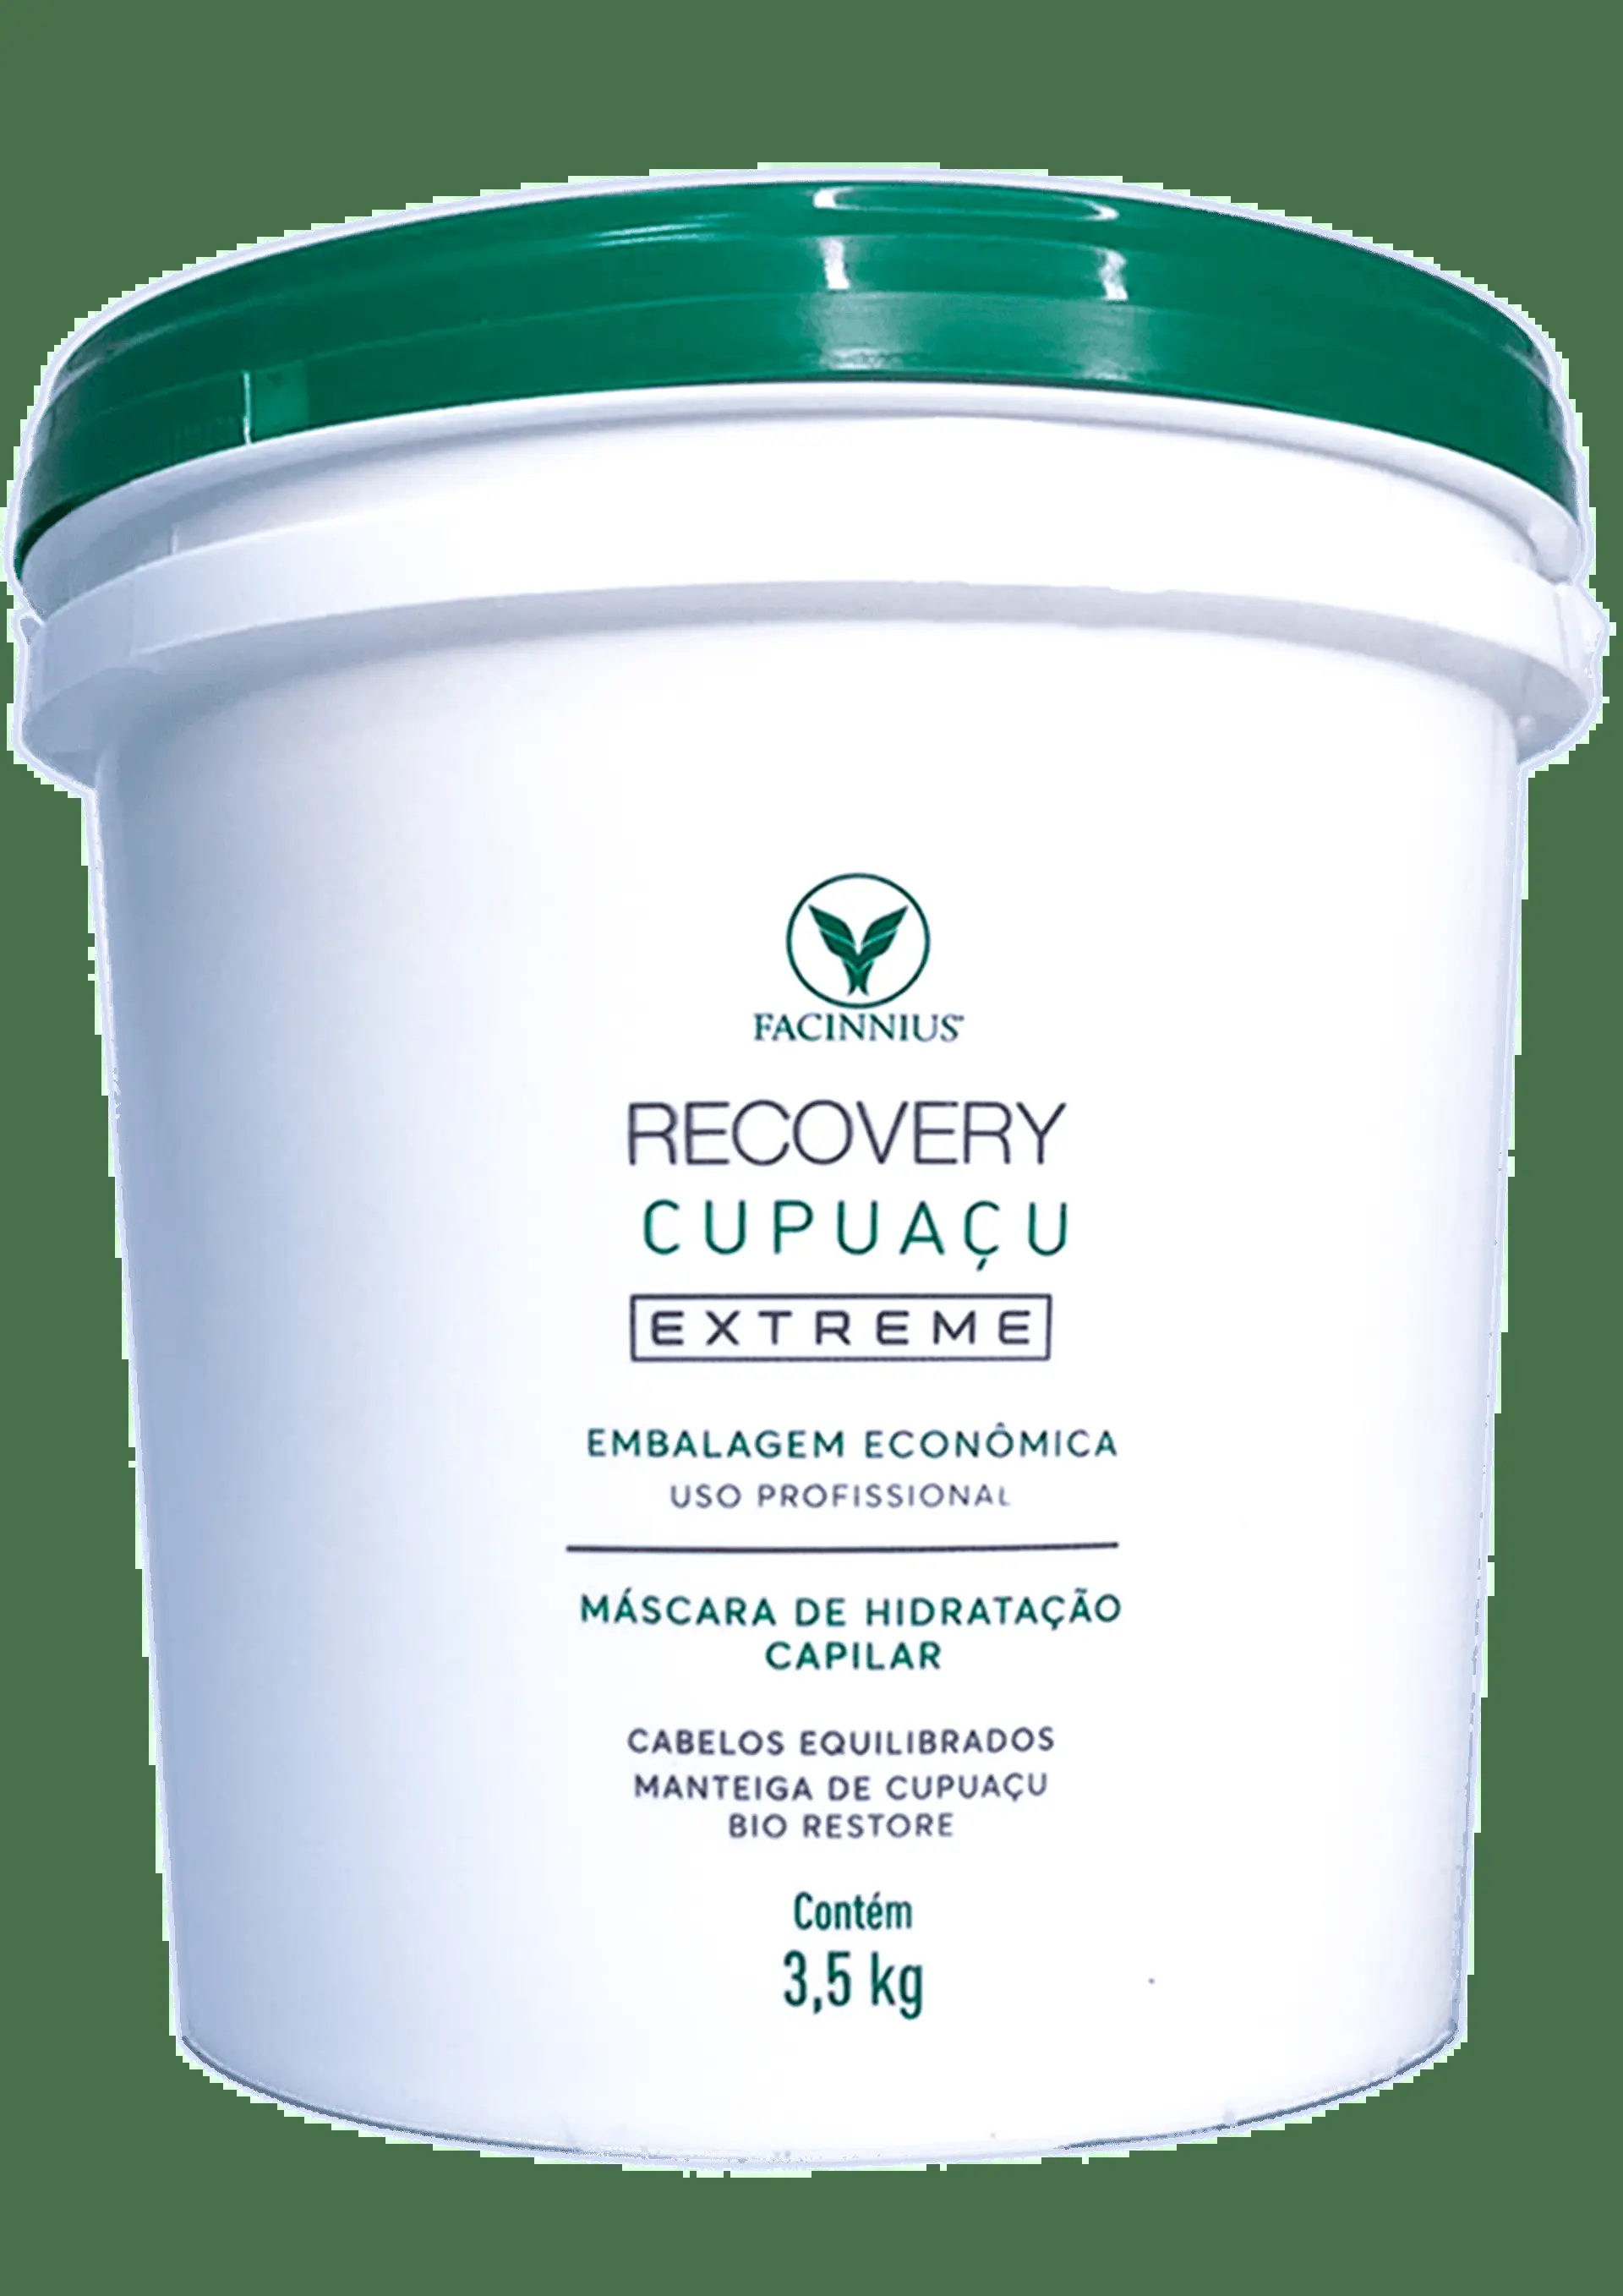 FACINNIUS
RECOVERY
CUPUAÇU
EXTREME
EMBALAGEM ECONÔMICA
USO PROFISSIONAL
MÁSCARA DE HIDRATAÇÃO
CAPILAR
CABELOS EQUILIBRADOS
MANTEIGA DE CUPUAÇU
BIO RESTORE
Contém
3,5 kg